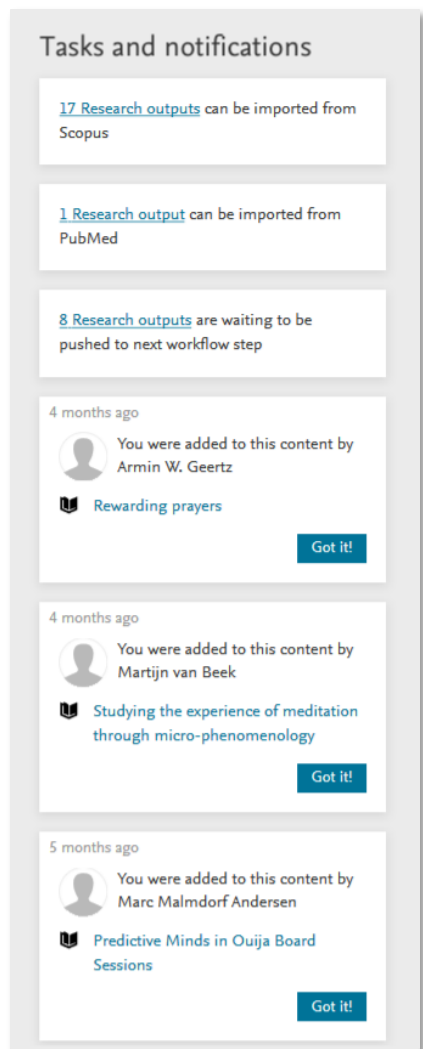 Tasks and notifications
17 Research outputs can be imported from
Scopus
1 Research output can be imported from
PubMed
8 Research outputs are waiting to be
pushed to next workflow step
4 months ago
You were added to this content by
Armin W. Geertz
Rewarding prayers
Got it!
4 months ago
You were added to this content by
Martijn van Beek
Studying the experience of meditation
through micro-phenomenology
Got it!
5 months ago
You were added to this content by
Marc Malmdorf Andersen
Predictive Minds in Ouija Board
Sessions
Got it!